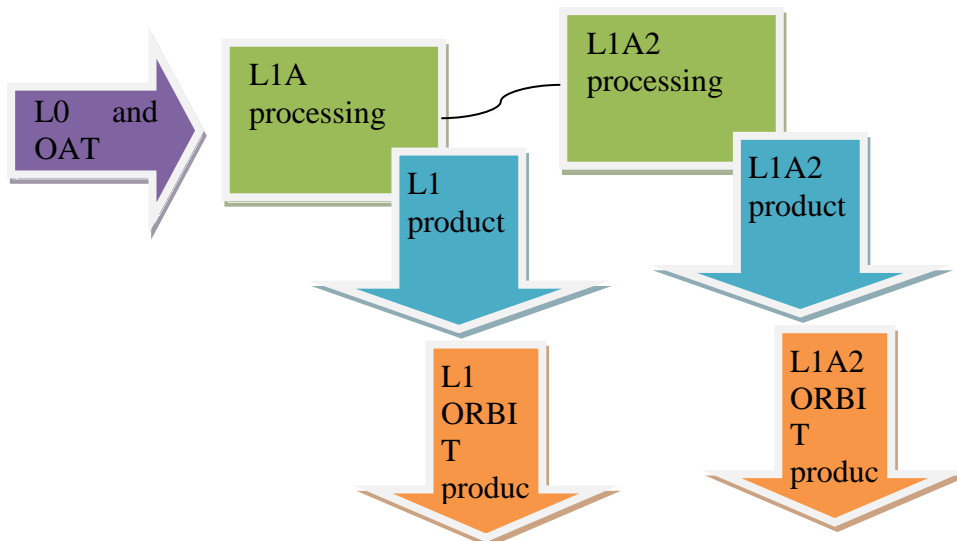 L0 and
OAT
L1A
processing
L1A2
processing
L1
product
L1A2
product
L1
ORBI
T
produc
L1A2
ORBI
T
produc